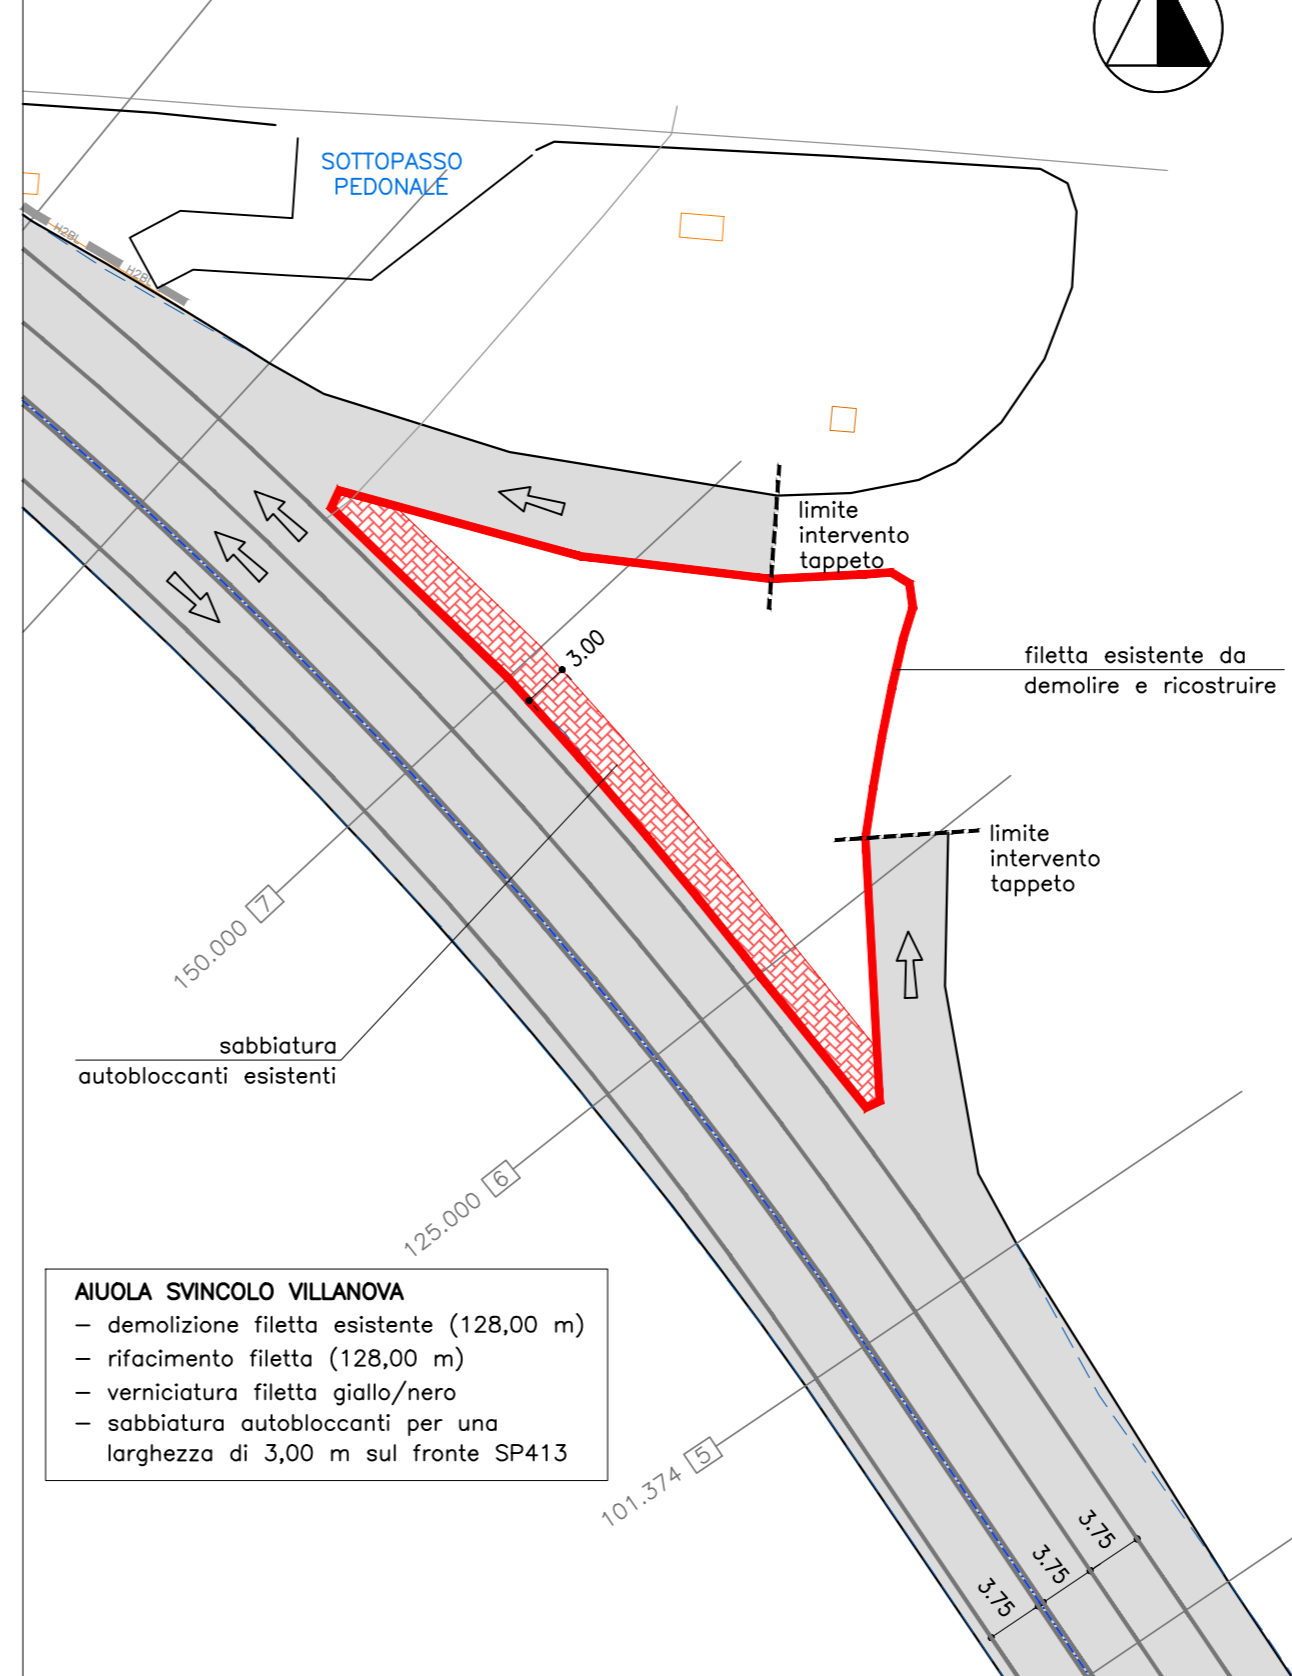 SOTTOPASSO
PEDONALE
H2BL
H2BL
limite
intervento
tappeto
3.00
filetta esistente da
demolire e ricostruire
limite
intervento
tappeto
150.000 7
sabbiatura
autobloccanti esistenti
125.000 6
AIUOLA SVINCOLO VILLANOVA
– demolizione filetta esistente (128,00 m)
– rifacimento filetta (128,00 m)
– verniciatura filetta giallo/nero
– sabbiatura autobloccanti per una
larghezza di 3,00 m sul fronte SP413
101.374 5
3.75
3.75
3.75